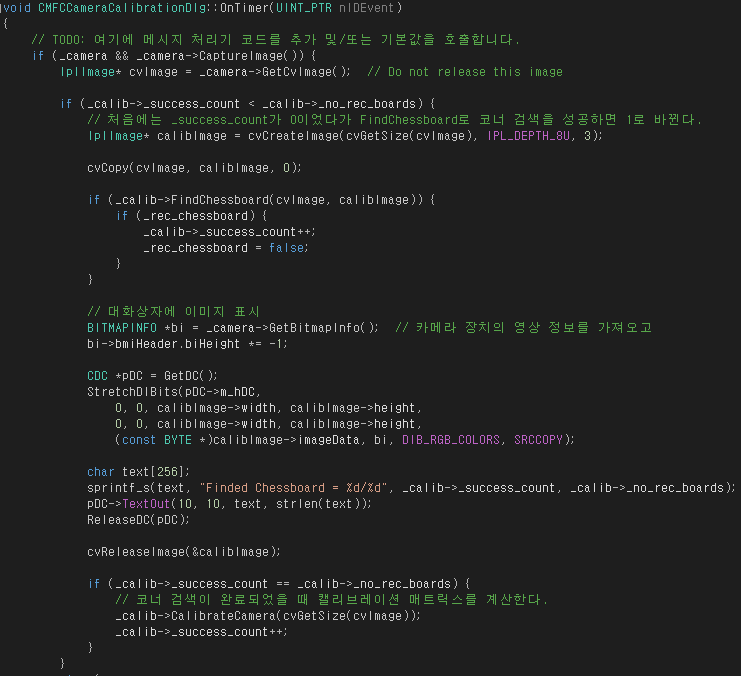 void CMFCCameraCalibrationDlg::OnTimer(UINT_PTR nIDEvent)
{
    // TODO: 여기에 메시지 처리기 코드를 추가 및/또는 기본값을 호출합니다.
    if (_camera && _camera->CaptureImage()) {
        IplImage* cvImage = _camera->GetCvImage();  // Do not release this image

        if (_calib->_success_count < _calib->_no_rec_boards) {
            // 처음에는 _success_count가 0이었다가 FindChessboard로 코너 검색을 성공하면 1로 바뀐다.
            IplImage* calibImage = cvCreateImage(cvGetSize(cvImage), IPL_DEPTH_8U, 3);

            cvCopy(cvImage, calibImage, 0);

            if (_calib->FindChessboard(cvImage, calibImage)) {
                if (_rec_chessboard) {
                    _calib->_success_count++;
                    _rec_chessboard = false;
                }
            }

            // 대화상자에 이미지 표시
            BITMAPINFO *bi = _camera->GetBitmapInfo();  // 카메라 장치의 영상 정보를 가져오고
            bi->bmiHeader.biHeight *= -1;

            CDC *pDC = GetDC();
            StretchDIBits(pDC->m_hDC,
                0, 0, calibImage->width, calibImage->height,
                0, 0, calibImage->width, calibImage->height,
                (const BYTE *)calibImage->imageData, bi, DIB_RGB_COLORS, SRCCOPY);

            char text[256];
            sprintf_s(text, "Finded Chessboard = %d/%d", _calib->_success_count, _calib->_no_rec_boards);
            pDC->TextOut(10, 10, text, strlen(text));
            ReleaseDC(pDC);

            cvReleaseImage(&calibImage);

            if (_calib->_success_count == _calib->_no_rec_boards) {
                // 코너 검색이 완료되었을 때 캘리브레이션 매트릭스를 계산한다.
                _calib->CalibrateCamera(cvGetSize(cvImage));
                _calib->_success_count++;
            }
        }